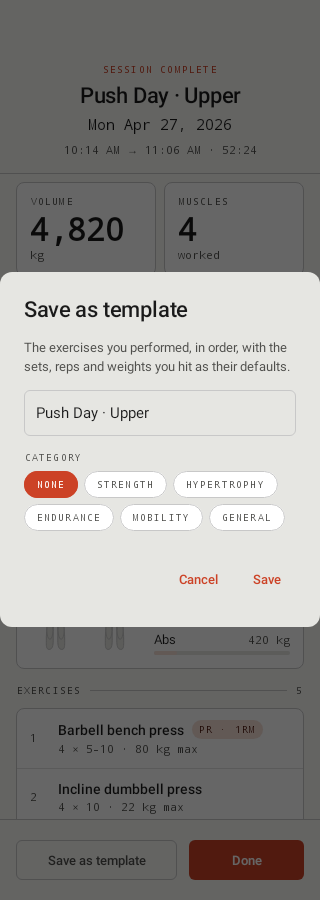 SESSION COMPLETE
Push Day · Upper
Mon Apr 27, 2026
10:14 AM → 11:06 AM · 52:24
VOLUME
4,820
kg
MUSCLES
4
worked
Save as template
The exercises you performed, in order, with the
sets, reps and weights you hit as their defaults.
Push Day · Upper
CATEGORY
NONE STRENGTH HYPERTROPHY
ENDURANCE MOBILITY GENERAL
Cancel Save
Abs 420 kg
EXERCISES 5
1 Barbell bench press PR · 1RM
4 × 5–10 · 80 kg max
2 Incline dumbbell press
4 × 10 · 22 kg max
Save as template Done